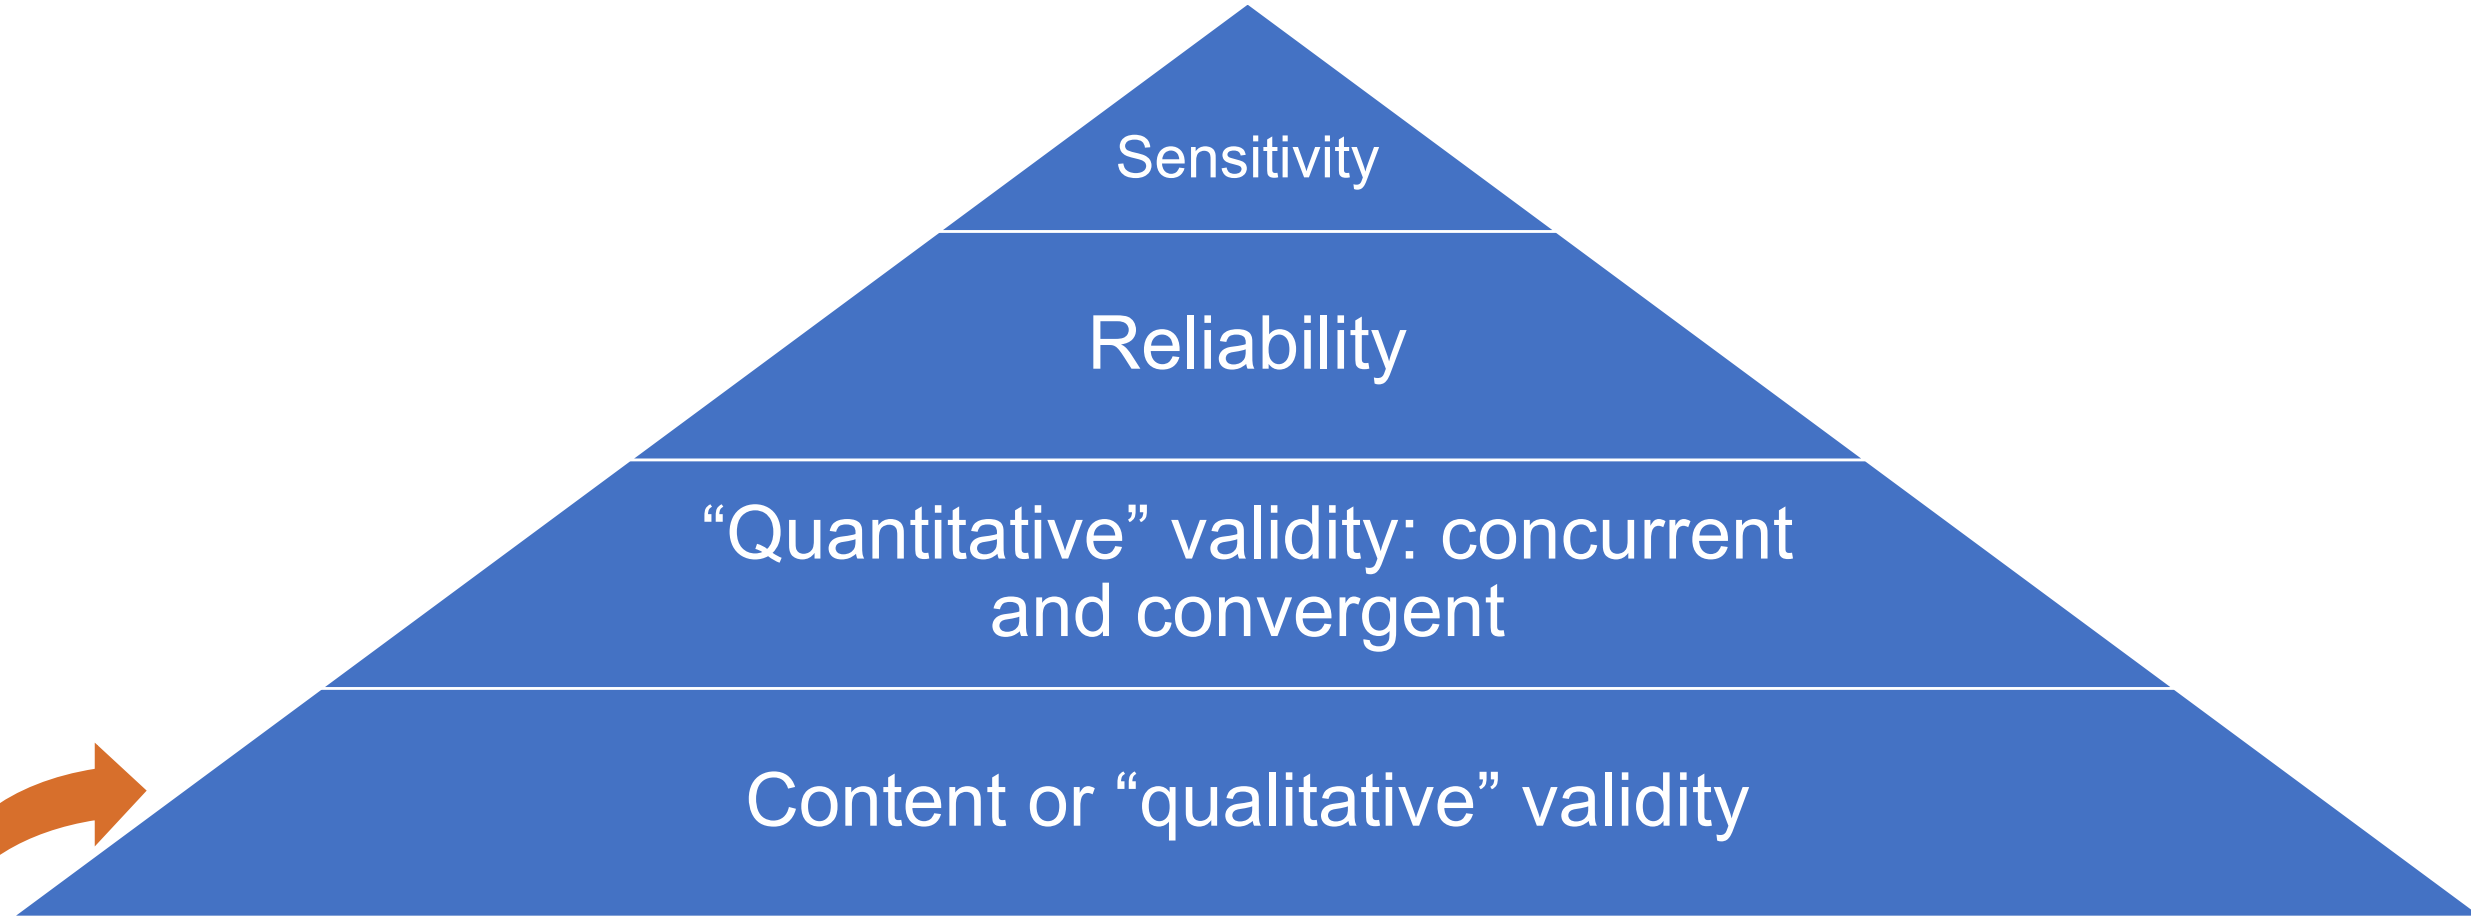 Sensitivity
Reliability
“Quantitative” validity: concurrent
and convergent
Content or “qualitative” validity